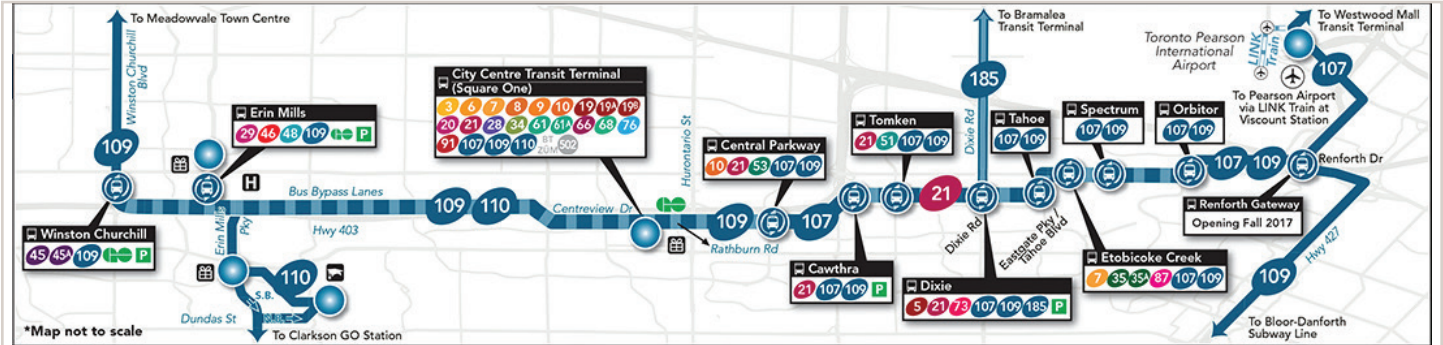 To Meadowvale Town Centre
Winston Churchill
Blvd
109
Winston Churchill
45 45A 109 GO P
Erin Mills
29 46 48 109 GO P
H
Erin Mills
Pky
110
S.B.
Dundas St
To Clarkson GO Station
*Map not to scale
Bus Bypass Lanes
Hwy 403
109 110
City Centre Transit Terminal
(Square One)
3 6 7 8 9 10 19 19A 19B
20 21 28 34 61 61A 66 68 76
91 107 109 110 BT
ZÜM 502
Centreview Dr
GO
Hurontario St
Rathburn Rd
109
Central Parkway
10 21 53 107 109
107
Cawthra
21 107 109 P
Tomken
21 51 107 109
21
To Bramalea
Transit Terminal
185
Dixie Rd
Dixie Rd
Dixie
5 21 73 107 109 185 P
Tahoe
107 109
Eastgate Pky /
Tahoe Blvd
Etobicoke Creek
7 35 35A 87 107 109
Spectrum
107 109
Orbitor
107 109
107 109
Renforth Dr
Renforth Gateway
Opening Fall 2017
Toronto Pearson
International
Airport
LINK
Train
To Westwood Mall
Transit Terminal
107
To Pearson Airport
via LINK Train at
Viscount Station
Hwy 427
109
To Bloor-Danforth
Subway Line